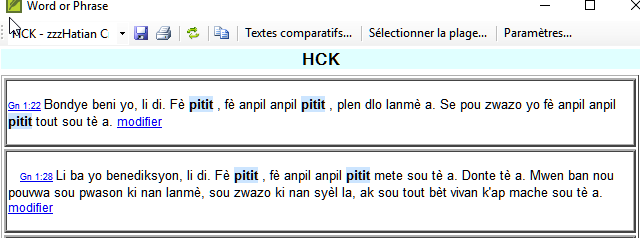 Word or Phrase
HCK - zzzHatian C
Textes comparatifs... Sélectionner la plage... Paramètres...
HCK
Gn 1:22 Bondye beni yo, li di. Fè pitit , fè anpil anpil pitit , plen dlo lanmè a. Se pou zwazo yo fè anpil anpil
pitit tout sou tè a. modifier
Gn 1:28 Li ba yo benediksyon, li di. Fè pitit , fè anpil anpil pitit mete sou tè a. Donte tè a. Mwen ban nou
pouvwa sou pwason ki nan lanmè, sou zwazo ki nan syèl la, ak sou tout bèt vivan k'ap mache sou tè a.
modifier